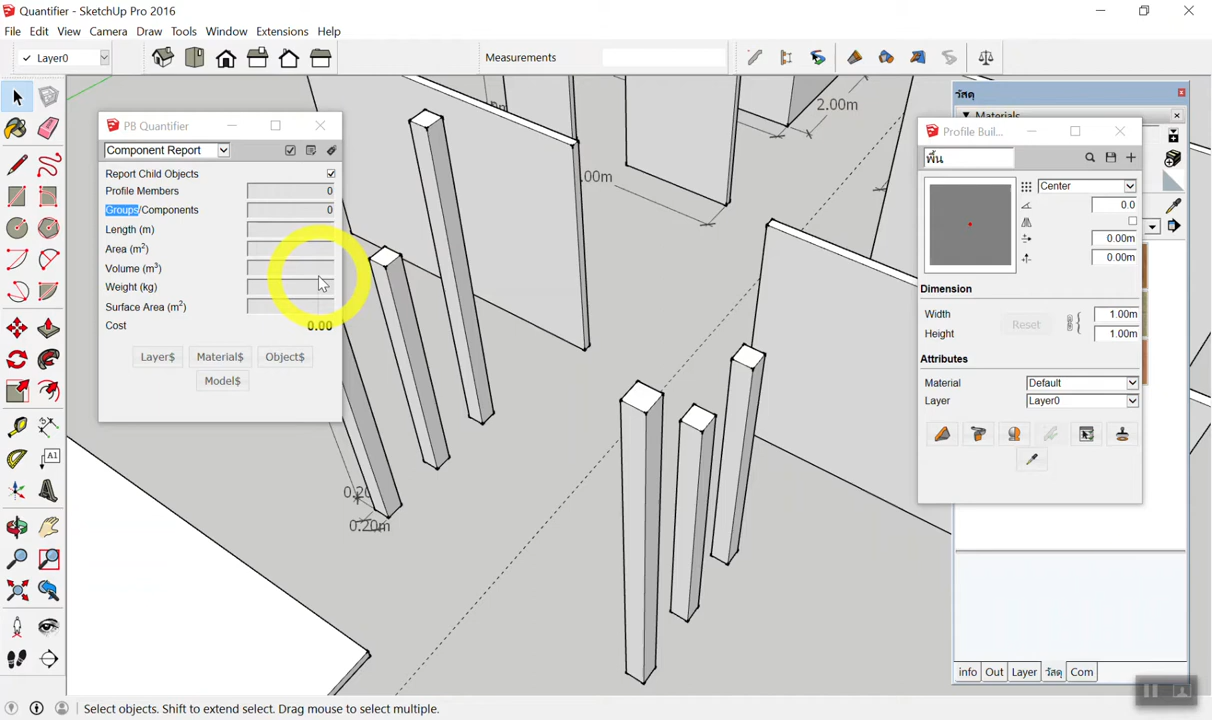 Quantifier - SketchUp Pro 2016
File Edit View Camera Draw Tools Window Extensions Help
Layer0
Measurements
PB Quantifier
Component Report
Report Child Objects
Profile Members 0
Groups/Components 0
Length (m)
Area (m²)
Volume (m³)
Weight (kg)
Surface Area (m²)
Cost 0.00
Layer$ Material$ Object$
Model$
2.00m
.00m
0.20
0.20m
วัสดุ
Materials
Profile Buil...
พื้น
Center
0.0
0.00m
0.00m
Dimension
Width 1.00m
Height 1.00m
Reset
Attributes
Material Default
Layer Layer0
info Out Layer วัสดุ Com
A1
Select objects. Shift to extend select. Drag mouse to select multiple.